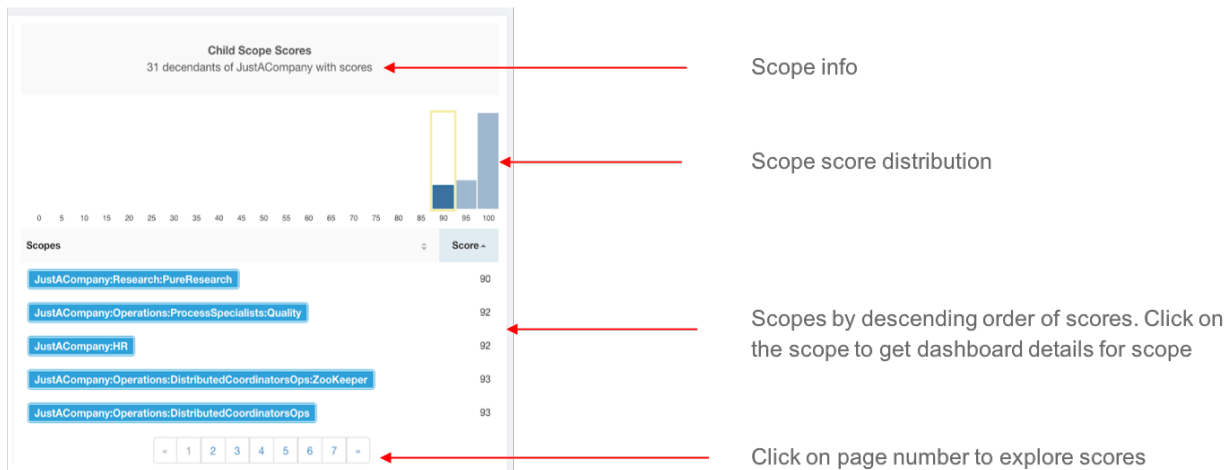 Child Scope Scores
31 decendants of JustACompany with scores
Scope info
Scope score distribution
0 5 10 15 20 25 30 35 40 45 50 55 60 65 70 75 80 85 90 95 100
Scopes Score
JustACompany:Research:PureResearch 90
JustACompany:Operations:ProcessSpecialists:Quality 92
JustACompany:HR 92
JustACompany:Operations:DistributedCoordinatorsOps:ZooKeeper 93
JustACompany:Operations:DistributedCoordinatorsOps 93
Scopes by descending order of scores. Click on
the scope to get dashboard details for scope
« 1 2 3 4 5 6 7 »
Click on page number to explore scores